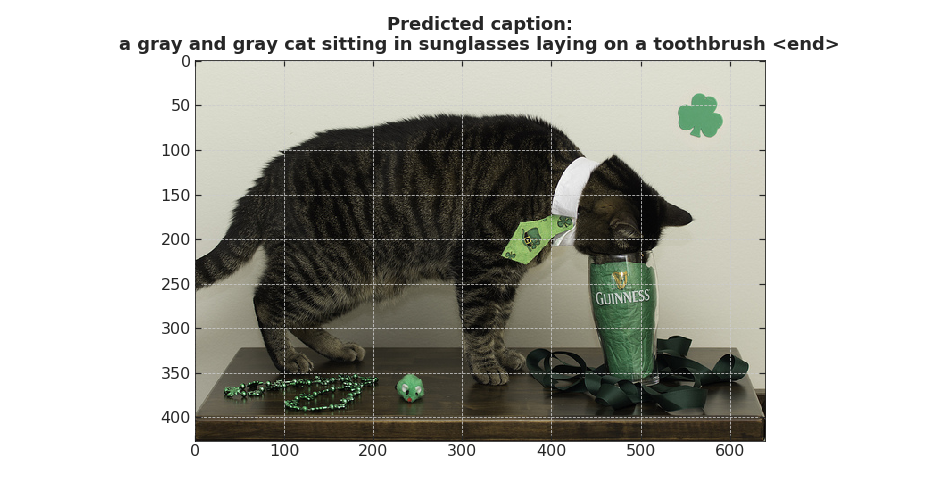 Predicted caption:
a gray and gray cat sitting in sunglasses laying on a toothbrush <end>
0
50
100
150
200
250
300
350
400
GUINNESS
0 100 200 300 400 500 600